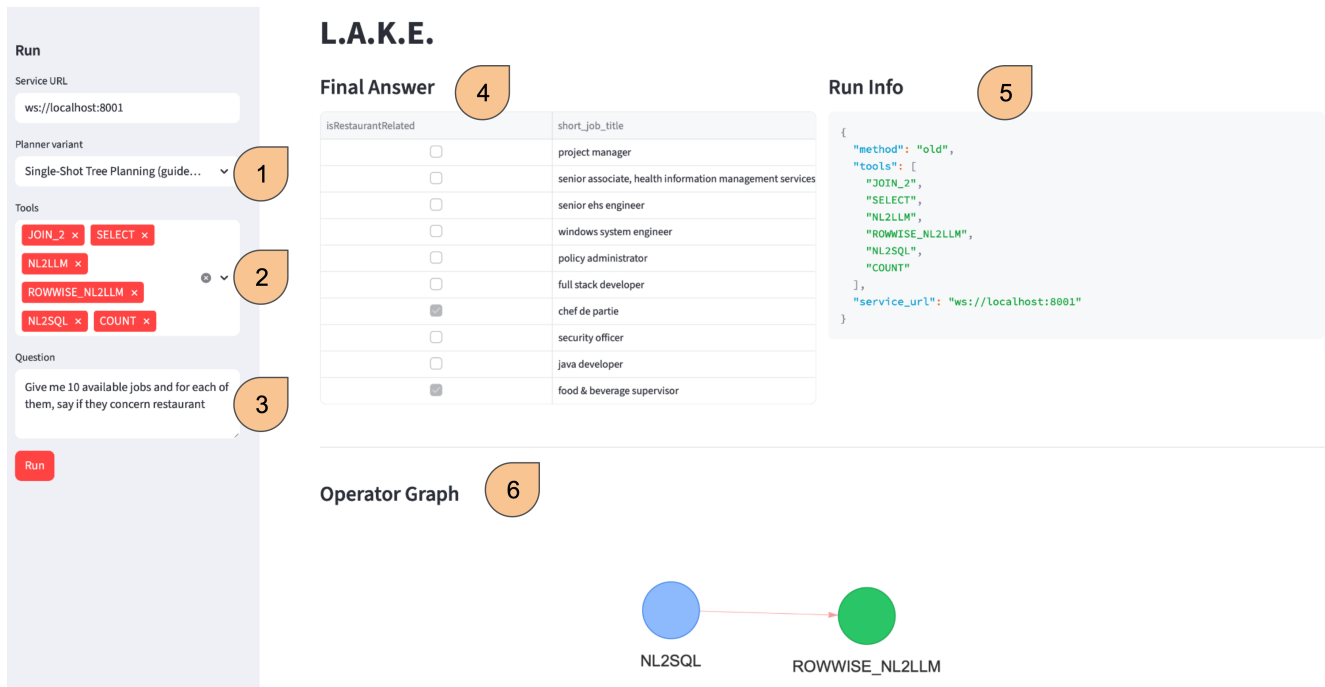 Run
Service URL
ws://localhost:8001
Planner variant
Single-Shot Tree Planning (guide...
1
Tools
JOIN_2 ×
SELECT ×
NL2LLM ×
ROWWISE_NL2LLM ×
NL2SQL ×
COUNT ×
2
Question
Give me 10 available jobs and for each of
them, say if they concern restaurant
3
Run
L.A.K.E.
Final Answer
4
isRestaurantRelated
short_job_title
project manager
senior associate, health information management services
senior ehs engineer
windows system engineer
policy administrator
full stack developer
chef de partie
security officer
java developer
food & beverage supervisor
Run Info
5
{
"method": "old",
"tools": [
"JOIN_2",
"SELECT",
"NL2LLM",
"ROWWISE_NL2LLM",
"NL2SQL",
"COUNT"
],
"service_url": "ws://localhost:8001"
}
Operator Graph
6
NL2SQL
ROWWISE_NL2LLM